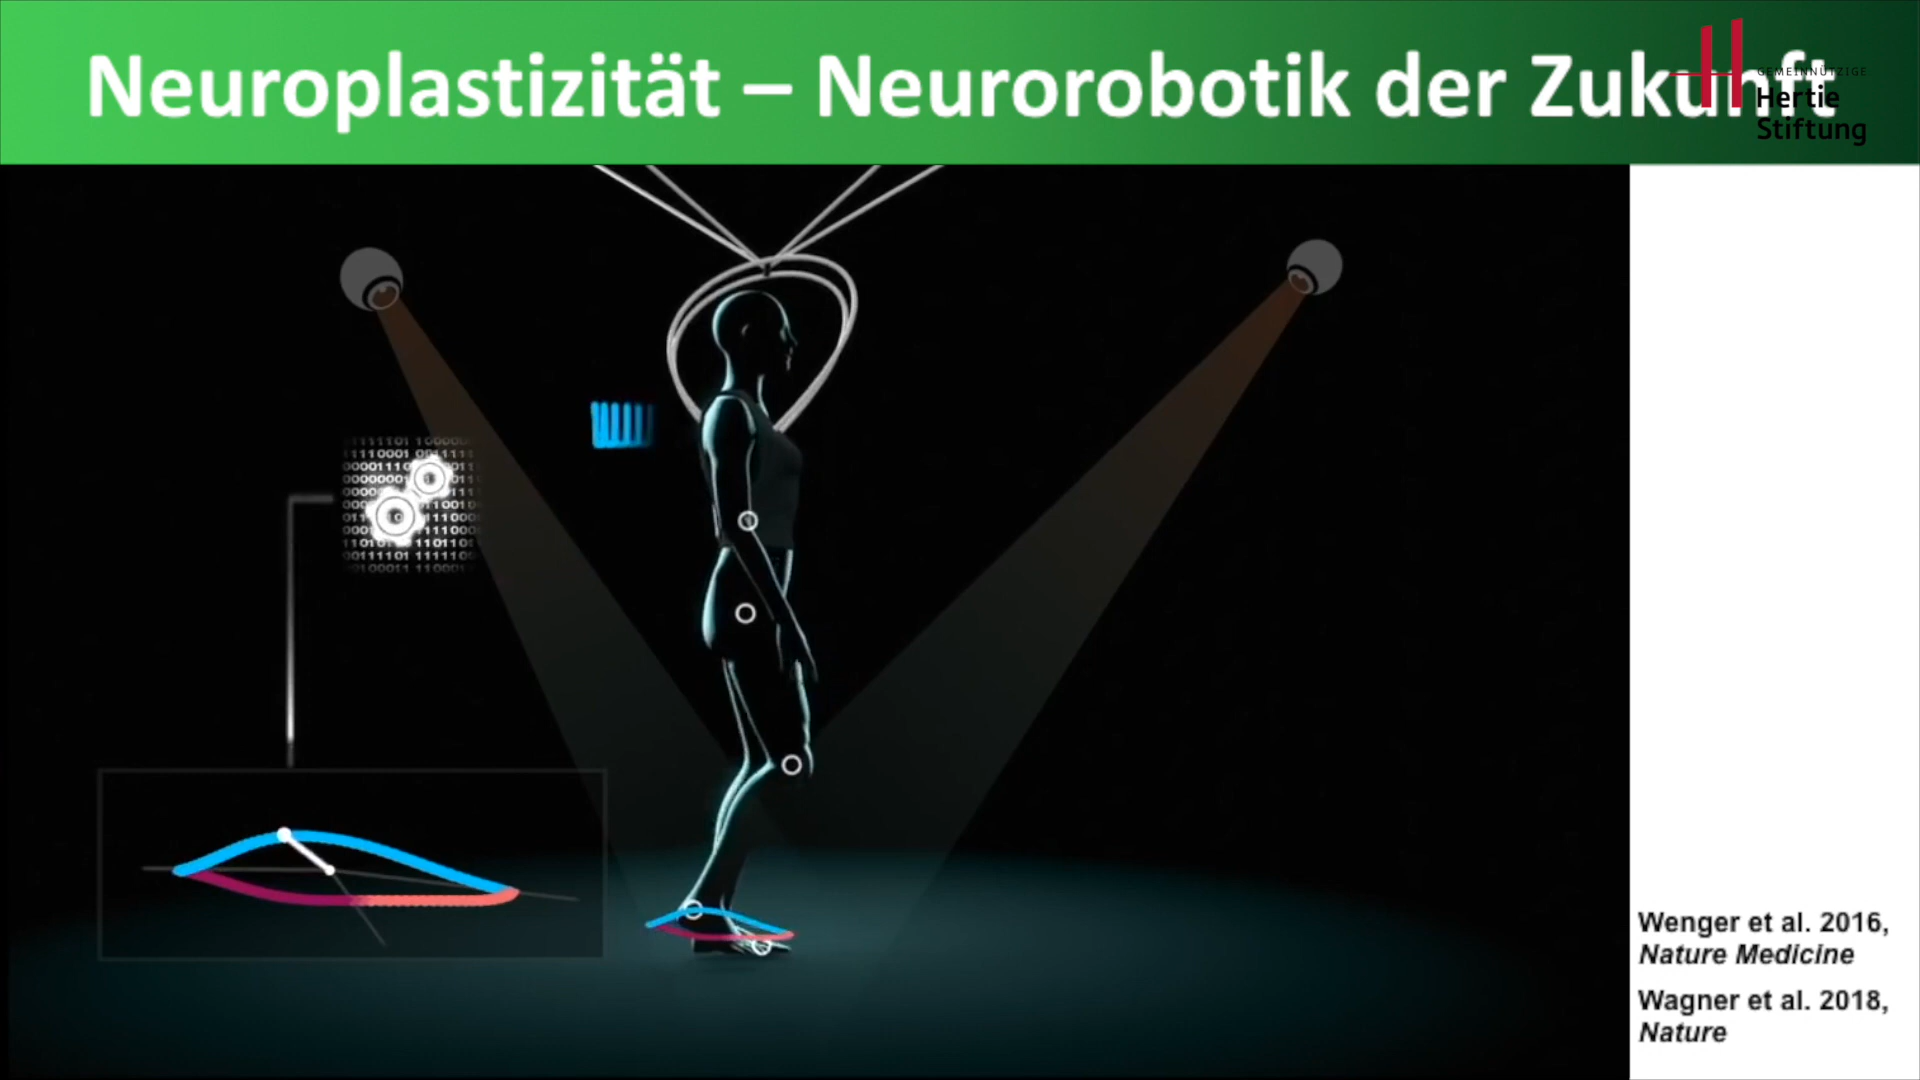 Neuroplastizität – Neurorobotik der Zukunft
GEMEINNÜTZIGE
Hertie
Stiftung
Wenger et al. 2016,
Nature Medicine
Wagner et al. 2018,
Nature